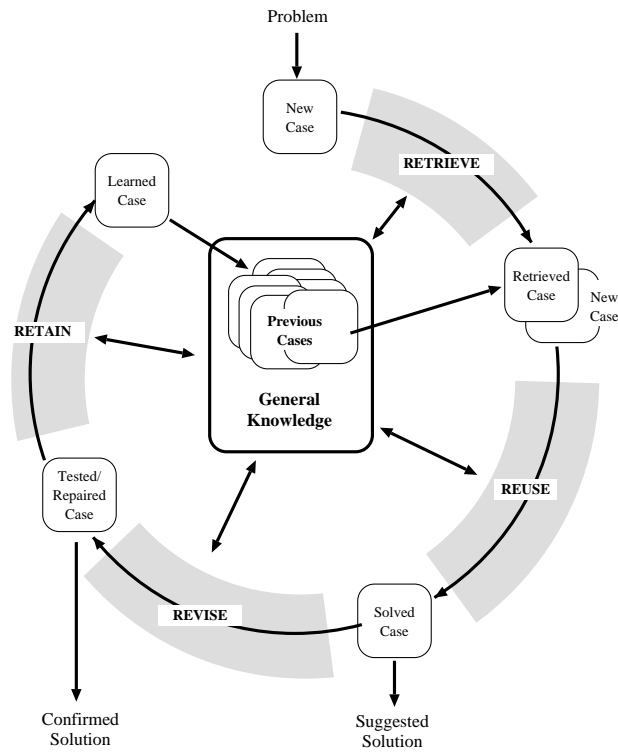 Problem
New
Case
RETRIEVE
Learned
Case
Retrieved
Case
New
Case
RETAIN
Previous
Cases
General
Knowledge
Tested/
Repaired
Case
REUSE
REVISE
Solved
Case
Confirmed
Solution
Suggested
Solution